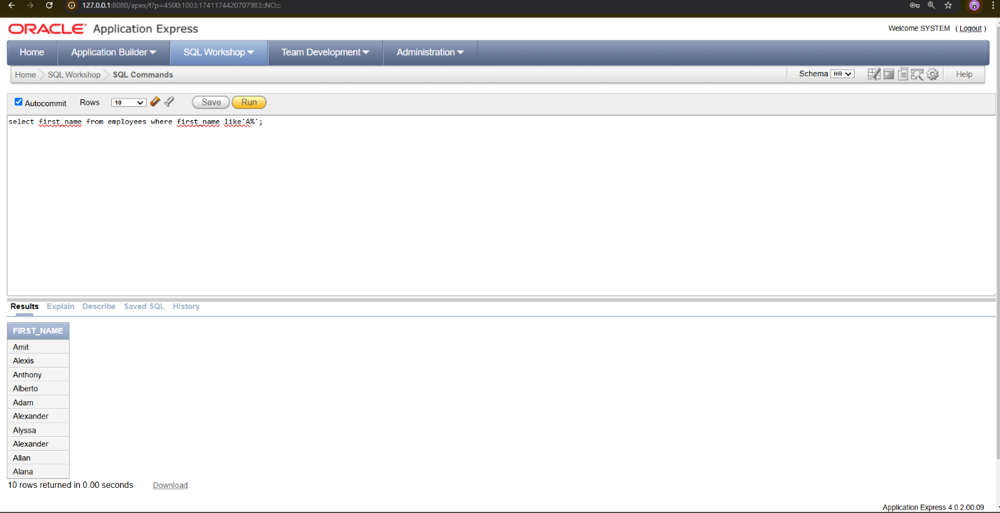 127.0.0.1:8080/apex/f?p=4500:1003:1741174420707983::NO:::
ORACLE Application Express
Welcome SYSTEM ( Logout )
Home Application Builder SQL Workshop Team Development Administration
Home SQL Workshop SQL Commands Schema HR Help
Autocommit Rows 10 Save Run
select first_name from employees where first_name like'A%';
Results Explain Describe Saved SQL History
FIRST_NAME
Amit
Alexis
Anthony
Alberto
Adam
Alexander
Alyssa
Alexander
Allan
Alana
10 rows returned in 0.00 seconds Download
Application Express 4.0.2.00.09